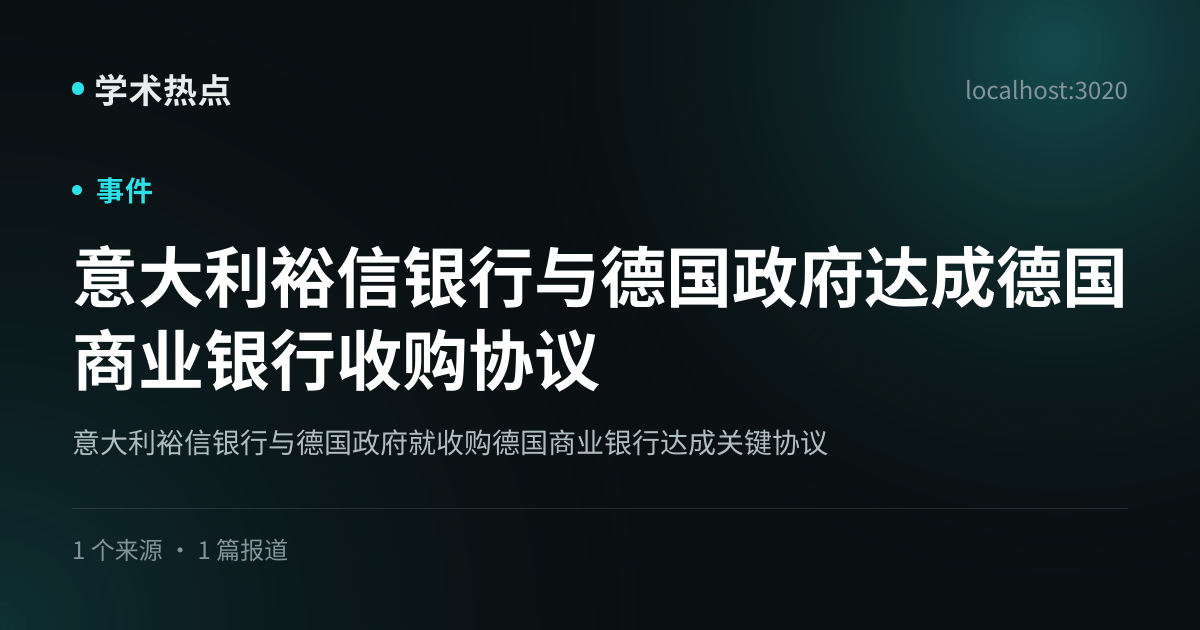 学术热点
localhost:3020
事件
意大利裕信银行与德国政府达成德国
商业银行收购协议
意大利裕信银行与德国政府就收购德国商业银行达成关键协议
1 个来源 · 1 篇报道